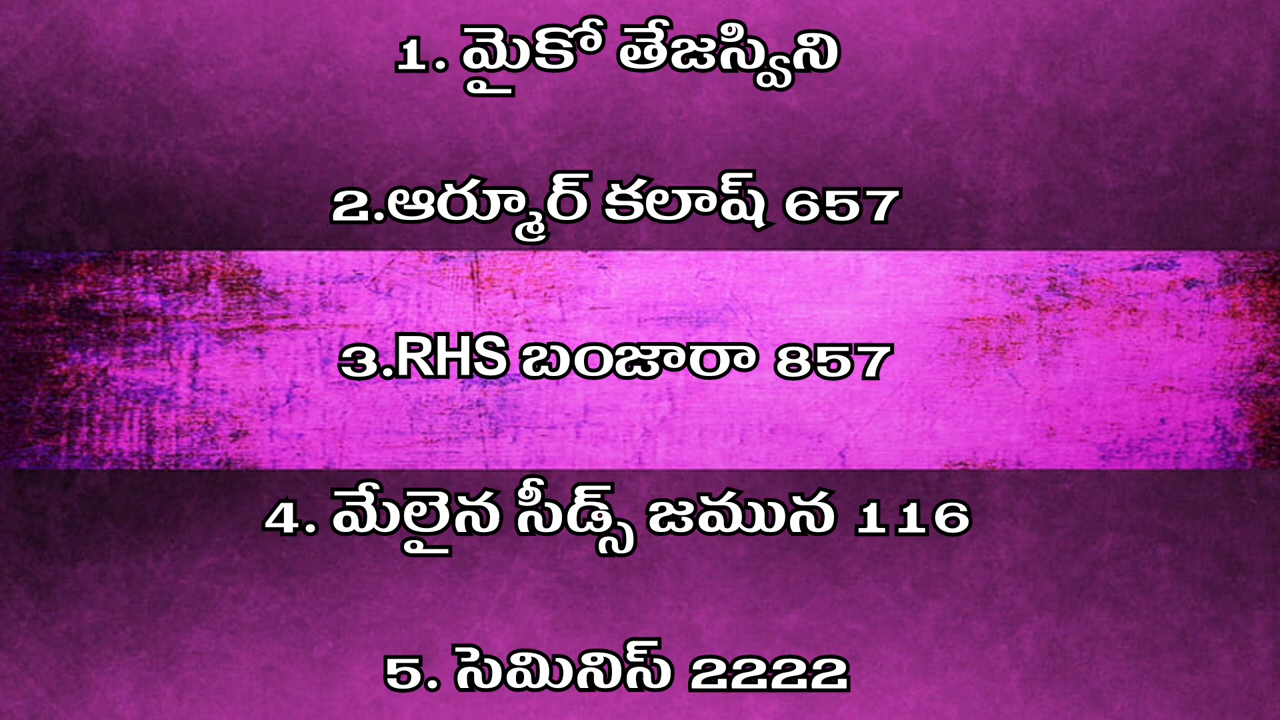 1. మైకో తేజస్విని
2.ఆర్మూర్ కలాష్ 657
3.RHS బంజారా 857
4. మేలైన సీడ్స్ జమున 116
5. సెమినిస్ 2222